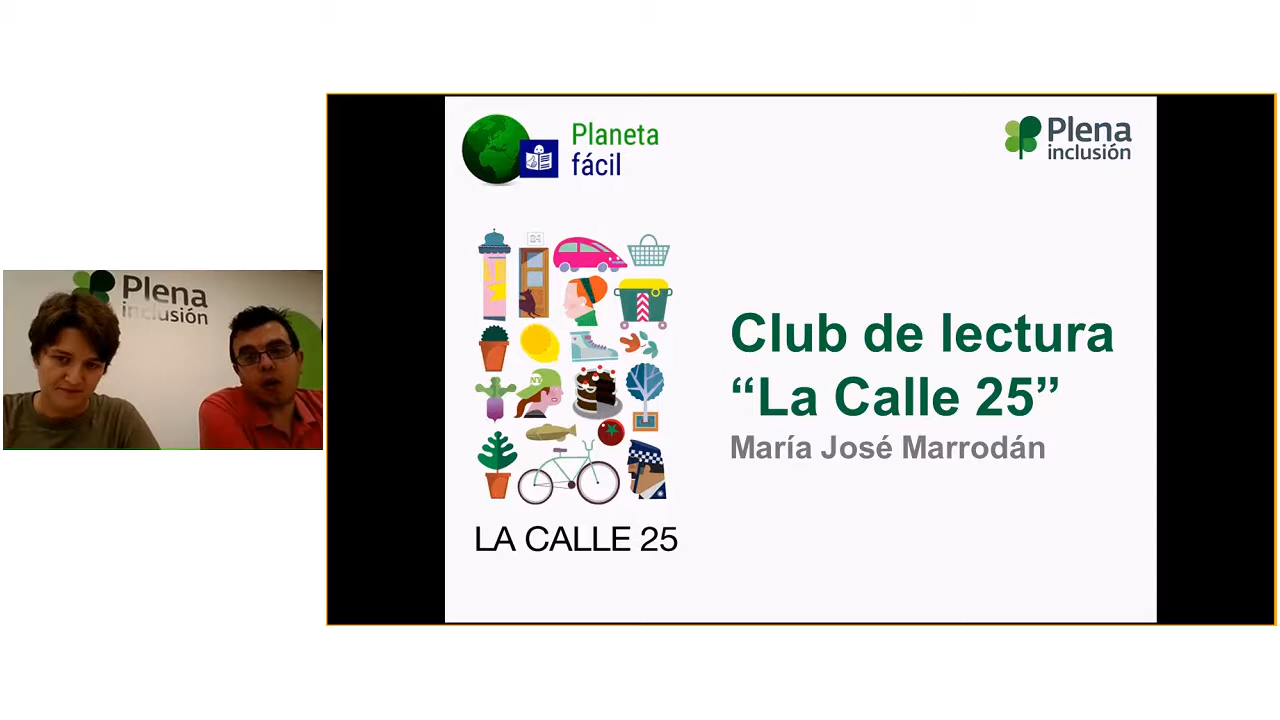 Planeta
fácil
Plena
inclusión
Plena
inclusión
Club de lectura
“La Calle 25”
María José Marrodán
LA CALLE 25